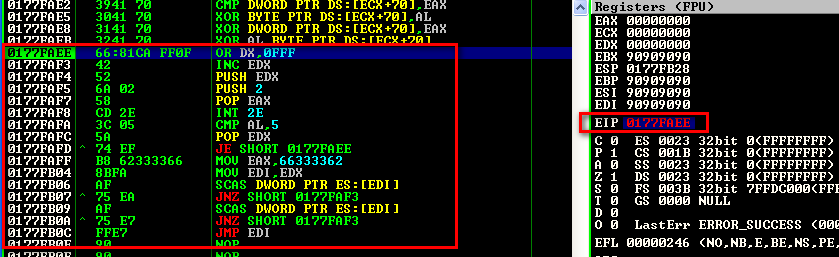 0177FAE2 3941 70 CMP DWORD PTR DS:[ECX+70],EAX
0177FAE5 3041 70 XOR BYTE PTR DS:[ECX+70],AL
0177FAE8 3141 70 XOR DWORD PTR DS:[ECX+70],EAX
0177FAEB 3241 70 XOR AL,BYTE PTR DS:[ECX+70]
0177FAEE 66:81CA FF0F OR DX,0FFF
0177FAF3 42 INC EDX
0177FAF4 52 PUSH EDX
0177FAF5 6A 02 PUSH 2
0177FAF7 58 POP EAX
0177FAF8 CD 2E INT 2E
0177FAFA 3C 05 CMP AL,5
0177FAFC 5A POP EDX
0177FAFD ^ 74 EF JE SHORT 0177FAEE
0177FAFF B8 62333366 MOV EAX,66333362
0177FB04 8BFA MOV EDI,EDX
0177FB06 AF SCAS DWORD PTR ES:[EDI]
0177FB07 ^ 75 EA JNZ SHORT 0177FAF3
0177FB09 AF SCAS DWORD PTR ES:[EDI]
0177FB0A ^ 75 E7 JNZ SHORT 0177FAF3
0177FB0C FFE7 JMP EDI
0177FB0E 90 NOP
Registers (FPU)
EAX 00000000
ECX 00000000
EDX 00000000
EBX 90909090
ESP 0177FB28
EBP 90909090
ESI 90909090
EDI 90909090
EIP 0177FAEE
C 0 ES 0023 32bit 0(FFFFFFFF)
P 1 CS 001B 32bit 0(FFFFFFFF)
A 0 SS 0023 32bit 0(FFFFFFFF)
Z 1 DS 0023 32bit 0(FFFFFFFF)
S 0 FS 003B 32bit 7FFDC000(FFF
T 0 GS 0000 NULL
D 0
O 0 LastErr ERROR_SUCCESS (000
EFL 00000246 (NO,NB,E,BE,NS,PE,